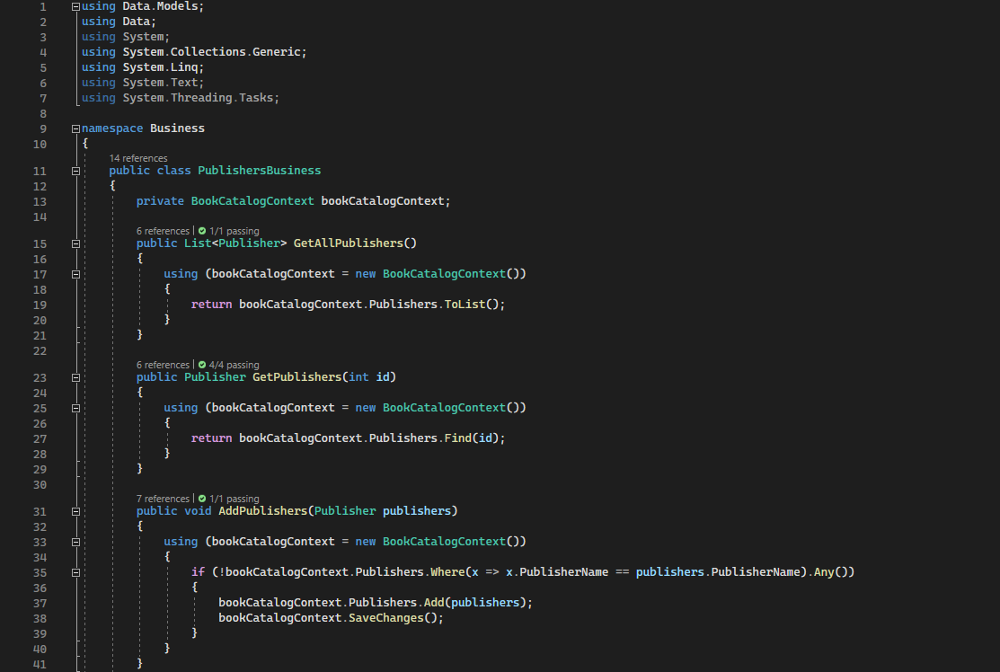 1 using Data.Models;
2 using Data;
3 using System;
4 using System.Collections.Generic;
5 using System.Linq;
6 using System.Text;
7 using System.Threading.Tasks;
8
9 namespace Business
10 {
14 references
11 public class PublishersBusiness
12 {
13 private BookCatalogContext bookCatalogContext;
14
6 references | 1/1 passing
15 public List<Publisher> GetAllPublishers()
16 {
17 using (bookCatalogContext = new BookCatalogContext())
18 {
19 return bookCatalogContext.Publishers.ToList();
20 }
21 }
22
6 references | 4/4 passing
23 public Publisher GetPublishers(int id)
24 {
25 using (bookCatalogContext = new BookCatalogContext())
26 {
27 return bookCatalogContext.Publishers.Find(id);
28 }
29 }
30
7 references | 1/1 passing
31 public void AddPublishers(Publisher publishers)
32 {
33 using (bookCatalogContext = new BookCatalogContext())
34 {
35 if (!bookCatalogContext.Publishers.Where(x => x.PublisherName == publishers.PublisherName).Any())
36 {
37 bookCatalogContext.Publishers.Add(publishers);
38 bookCatalogContext.SaveChanges();
39 }
40 }
41 }